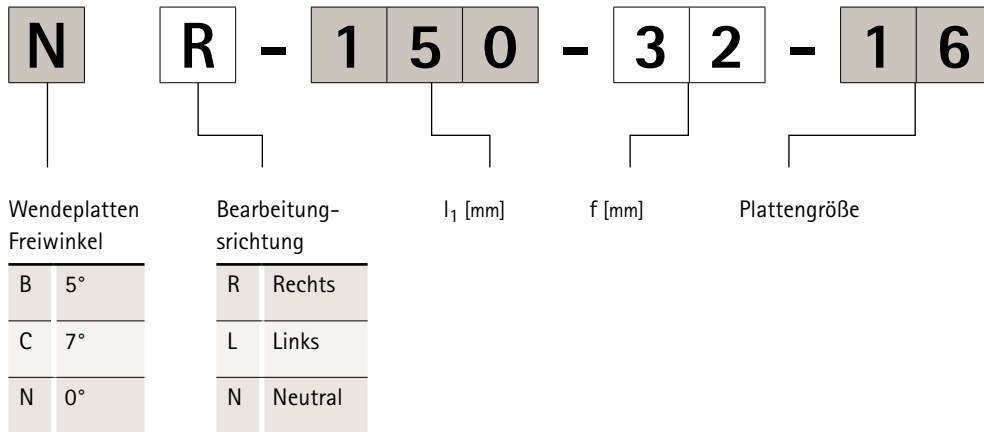 N R - 1 5 0 - 3 2 - 1 6
Wendeplatten
Freiwinkel
B 5°
C 7°
N 0°
Bearbeitung-
srichtung
R Rechts
L Links
N Neutral
l1 [mm]
f [mm]
Plattengröße